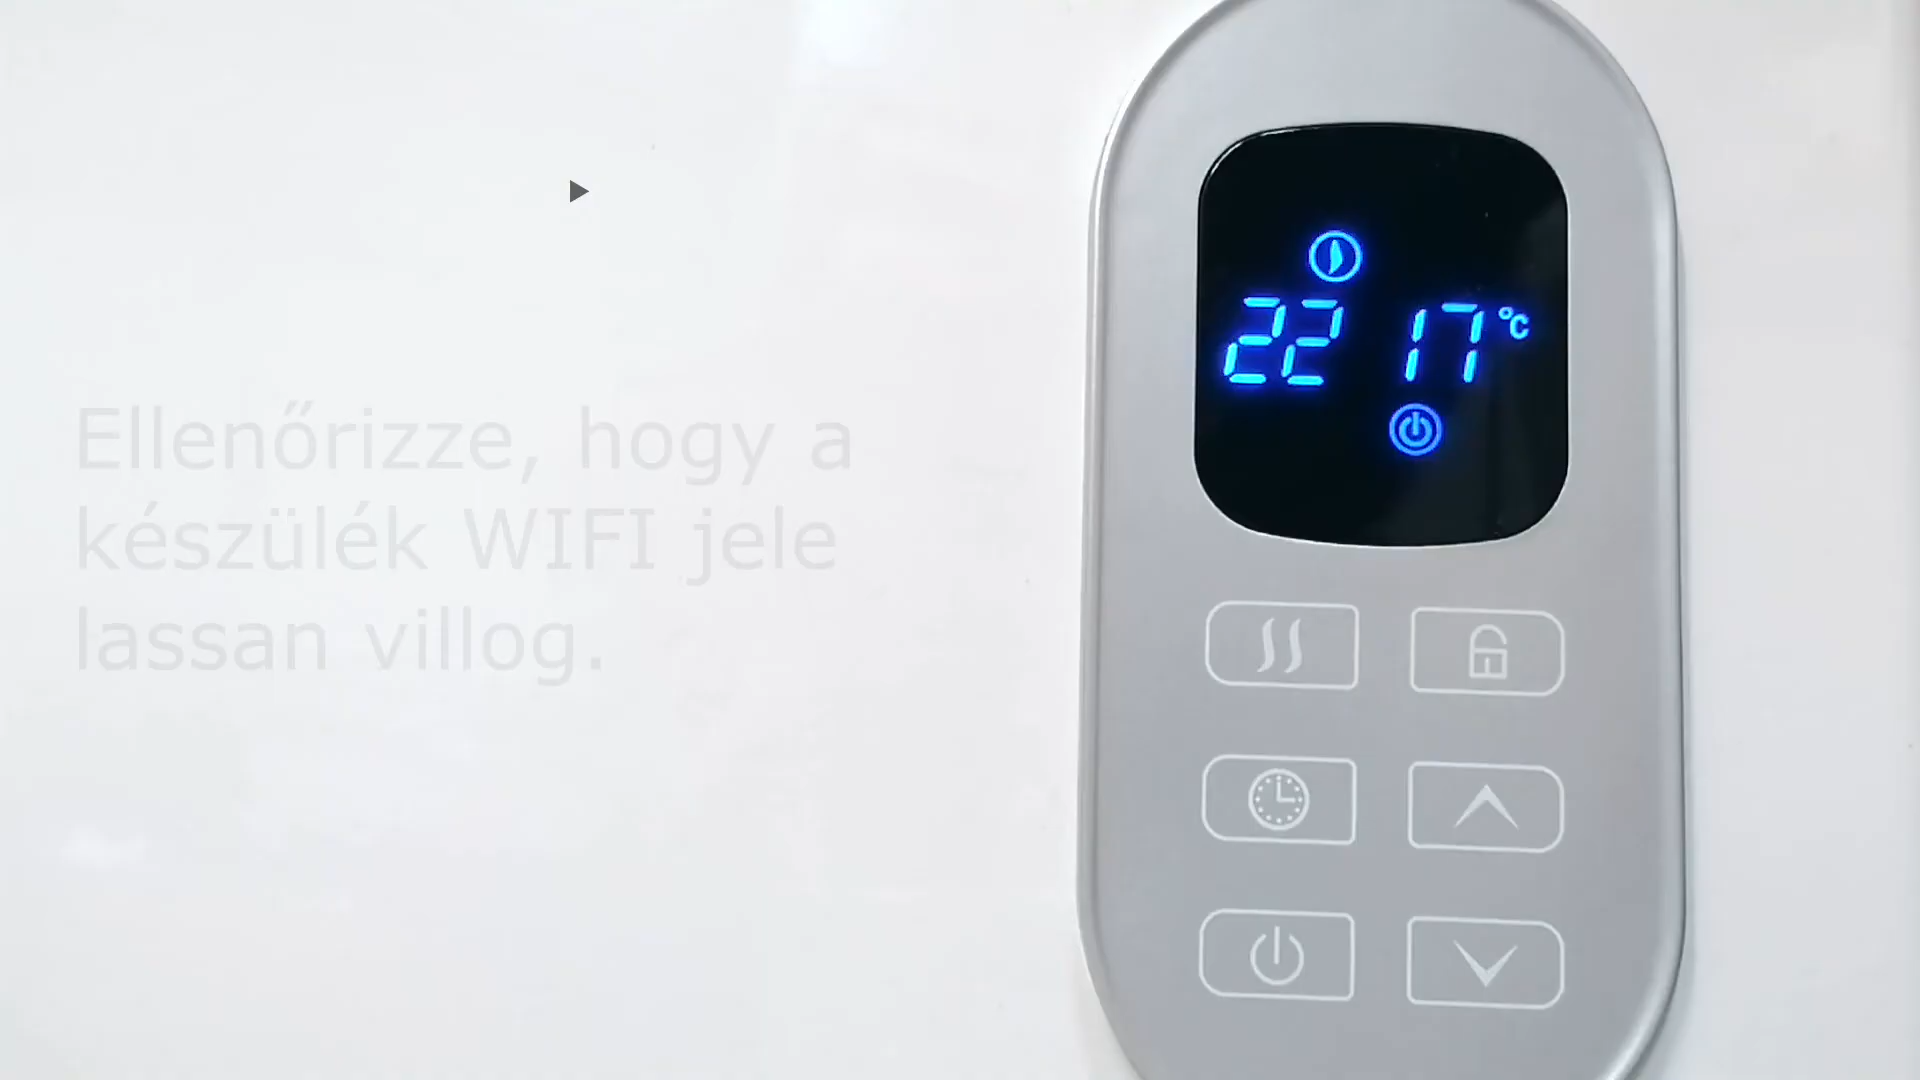 Ellenőrizze, hogy a
készülék WIFI jele
lassan villog.
22 17 °C